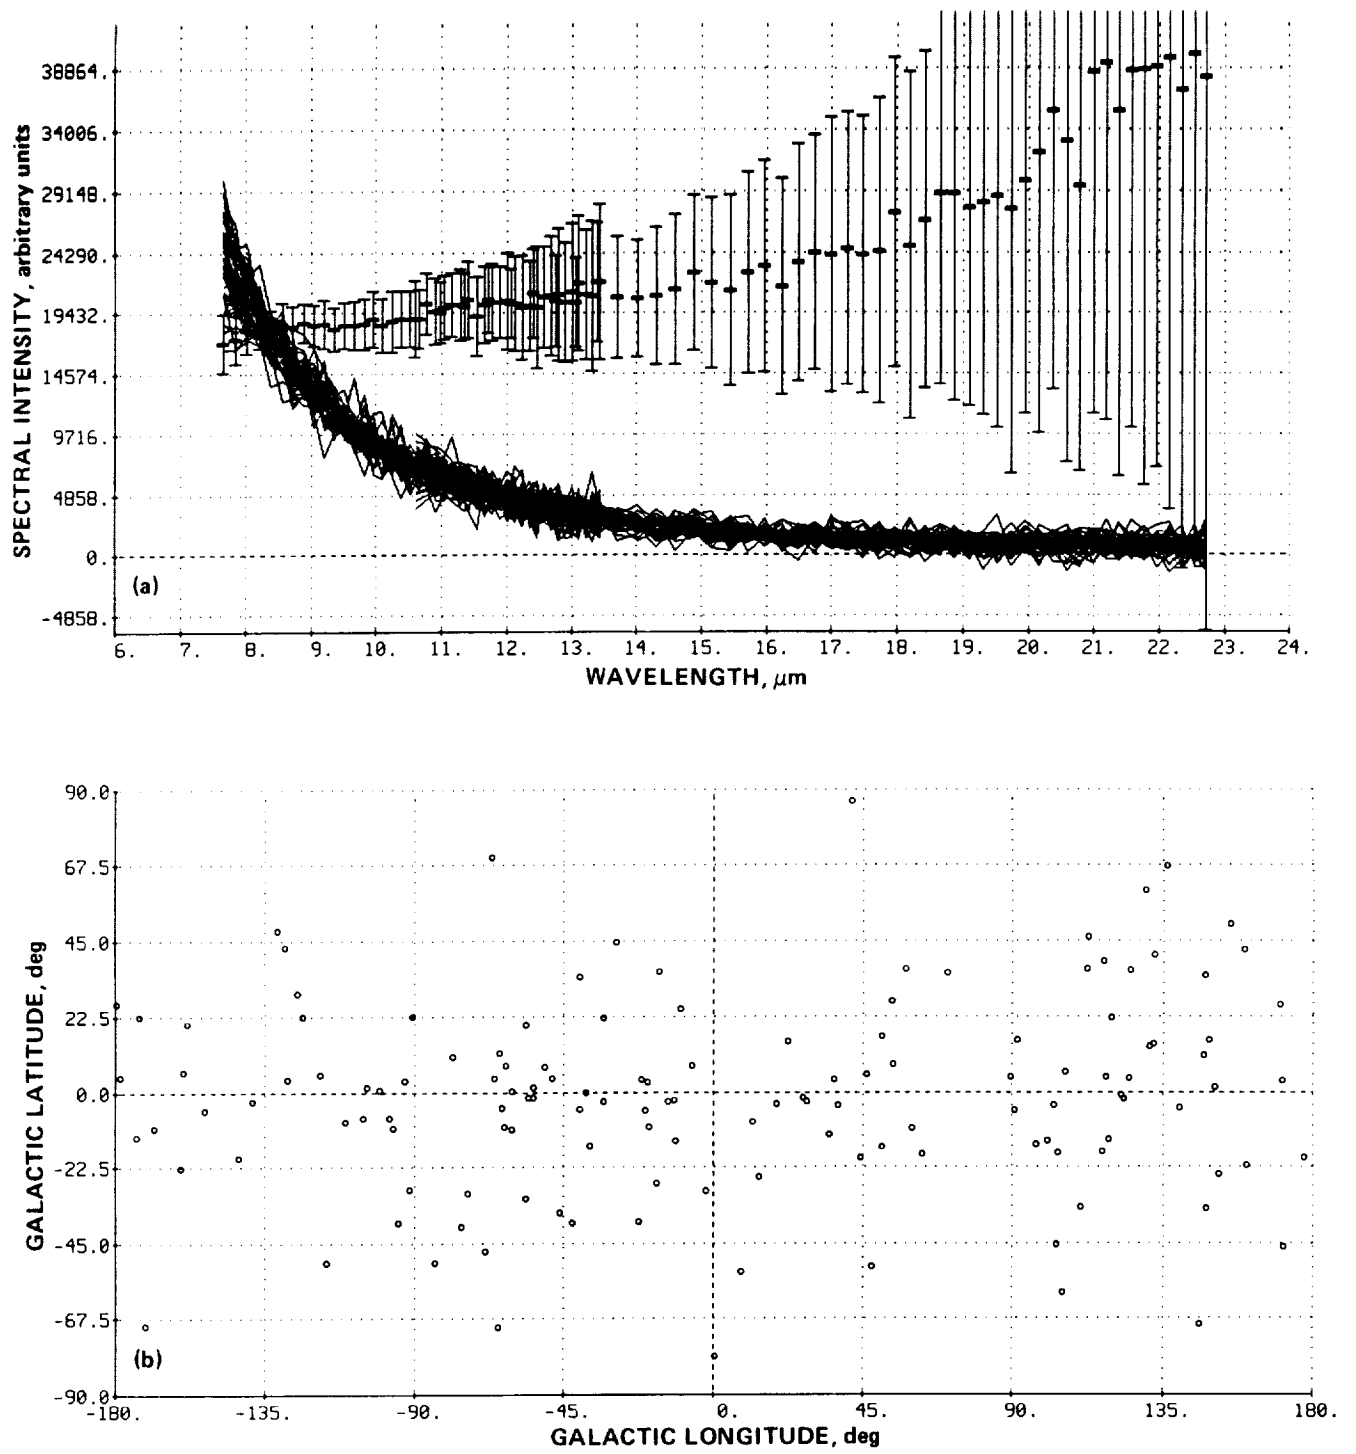 38864.
34006.
29148.
24290.
19432.
14574.
9716.
4858.
0.
-4858.
SPECTRAL INTENSITY, arbitrary units
(a)
6. 7. 8. 9. 10. 11. 12. 13. 14. 15. 16. 17. 18. 19. 20. 21. 22. 23. 24.
WAVELENGTH, μm
90.0
67.5
45.0
22.5
0.0
-22.5
-45.0
-67.5
-90.0
GALACTIC LATITUDE, deg
(b)
-180. -135. -90. -45. 0. 45. 90. 135. 180.
GALACTIC LONGITUDE, deg